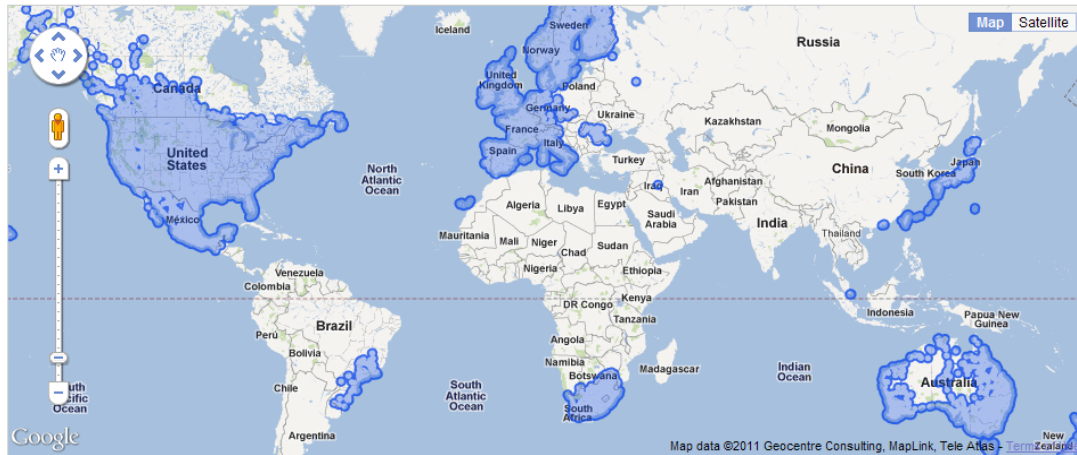 Sweden
Map Satellite
Iceland
Russia
Norway
United
Kingdom
Canada
Poland
Germany
Ukraine
Kazakhstan
Mongolia
France
United
States
Italy
Spain
Turkey
China
Japan
South Korea
North
Atlantic
Ocean
Iraq
Iran
Afghanistan
Pakistan
Algeria
Libya
Egypt
Saudi
Arabia
India
México
Mauritania
Mali
Niger
Chad
Sudan
Thailand
Nigeria
Ethiopia
Venezuela
Colombia
DR Congo
Kenya
Indonesia
Papua New
Guinea
Tanzania
Perú
Brazil
Bolivia
Angola
Namibia
Botswana
Madagascar
Indian
Ocean
Chile
South
Atlantic
Ocean
South
Africa
Australia
Ocean
Argentina
Google
Map data ©2011 Geocentre Consulting, MapLink, Tele Atlas -
New
Zealand